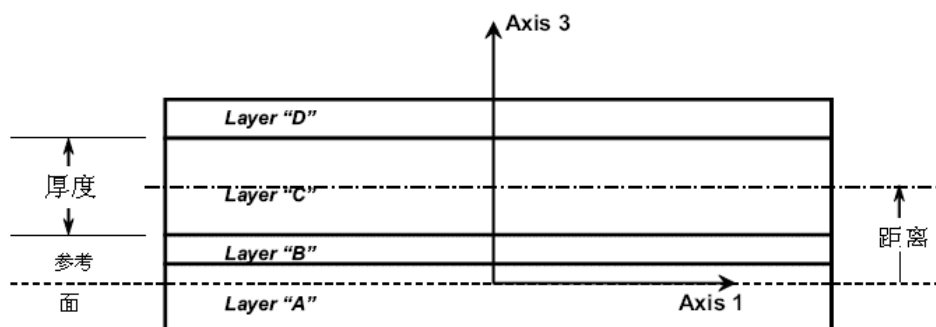 Axis 3
Layer “D”
厚度
Layer “C”
距离
参考
Layer “B”
面
Layer “A”
Axis 1